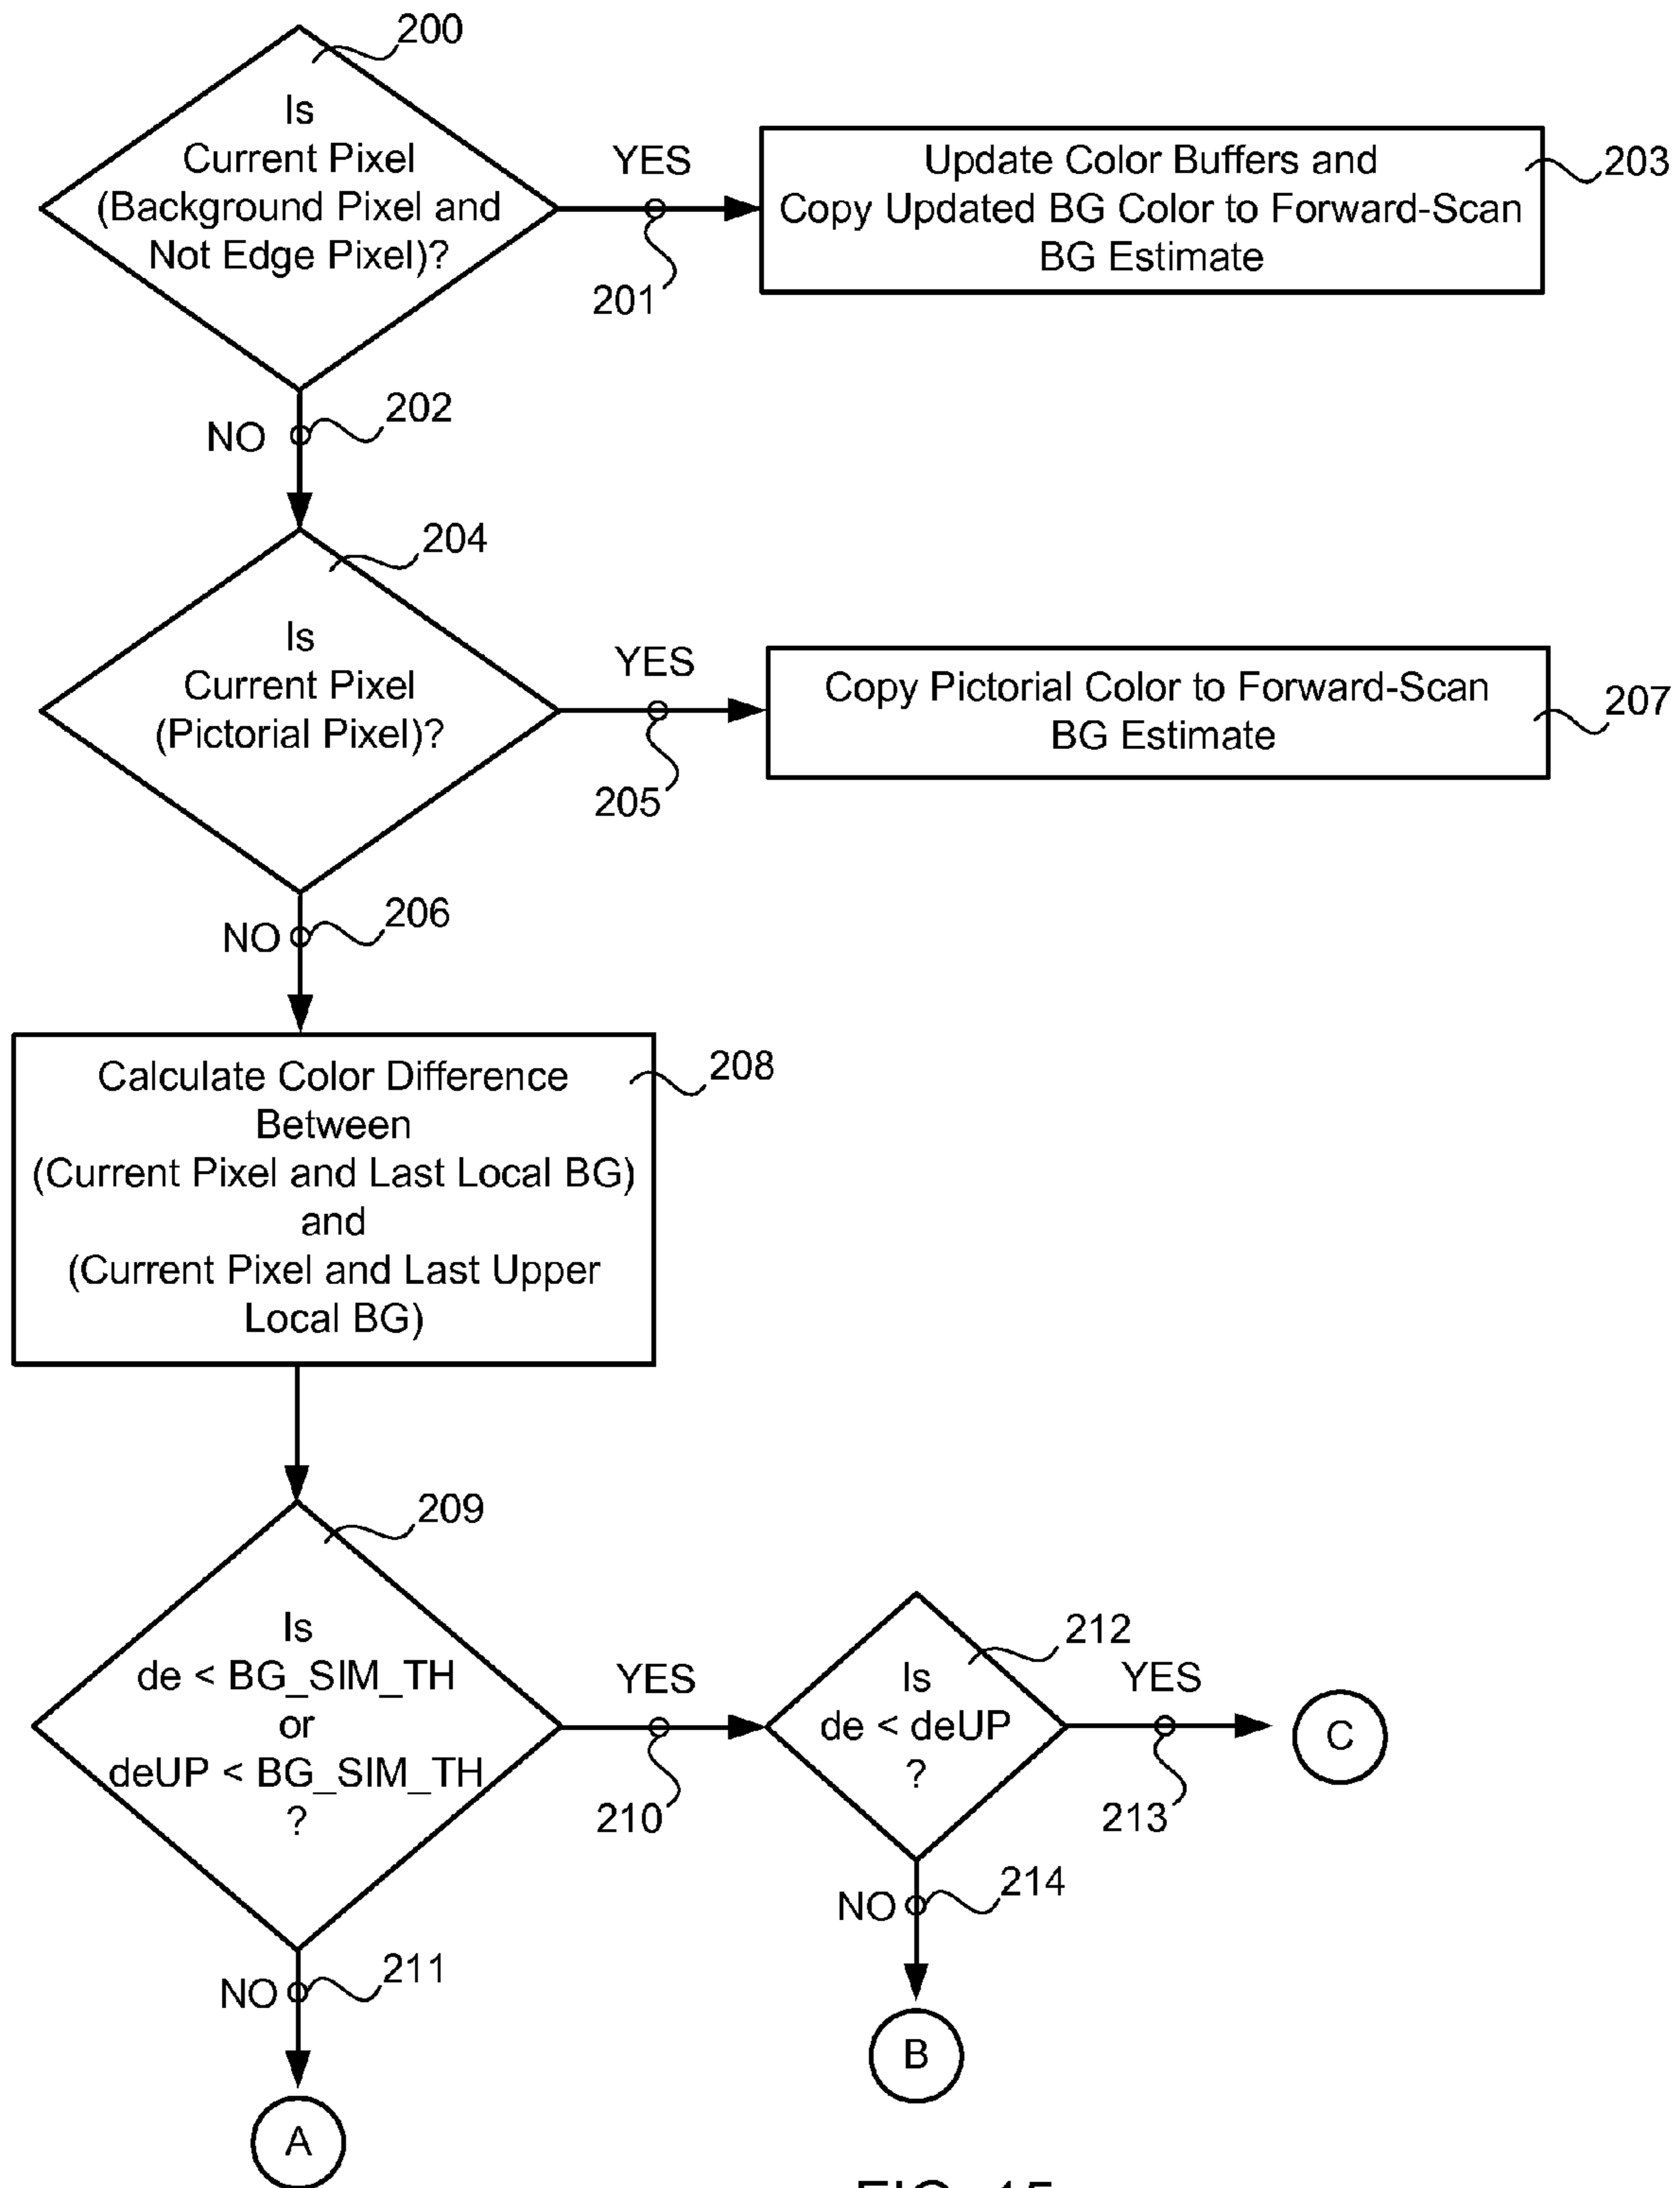 200
Is
Current Pixel
(Background Pixel and
Not Edge Pixel)?
YES
201
Update Color Buffers and
Copy Updated BG Color to Forward-Scan
BG Estimate
203
NO
202
204
Is
Current Pixel
(Pictorial Pixel)?
YES
205
Copy Pictorial Color to Forward-Scan
BG Estimate
207
NO
206
Calculate Color Difference
Between
(Current Pixel and Last Local BG)
and
(Current Pixel and Last Upper
Local BG)
208
209
Is
de < BG_SIM_TH
or
deUP < BG_SIM_TH
?
YES
210
212
Is
de < deUP
?
YES
213
C
NO
214
B
NO
211
A
FIG. 15